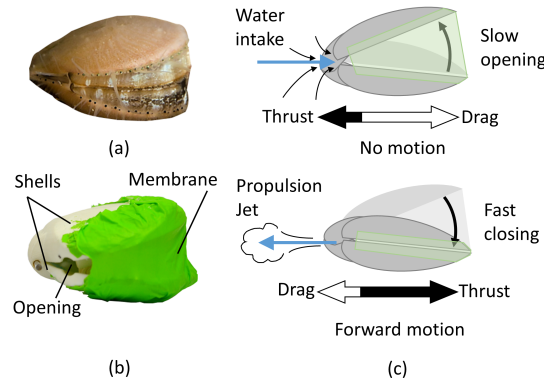 Water
intake
Slow
opening
Thrust
Drag
No motion
(a)
Shells
Membrane
Opening
(b)
Propulsion
Jet
Fast
closing
Drag
Thrust
Forward motion
(c)